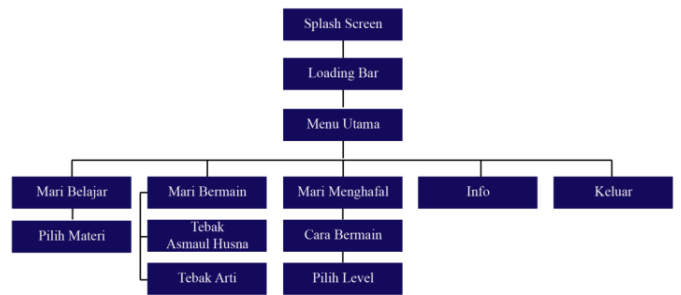 Splash Screen
Loading Bar
Menu Utama
Mari Belajar
Mari Bermain
Mari Menghafal
Info
Keluar
Pilih Materi
Tebak
Asmaul Husna
Cara Bermain
Tebak Arti
Pilih Level